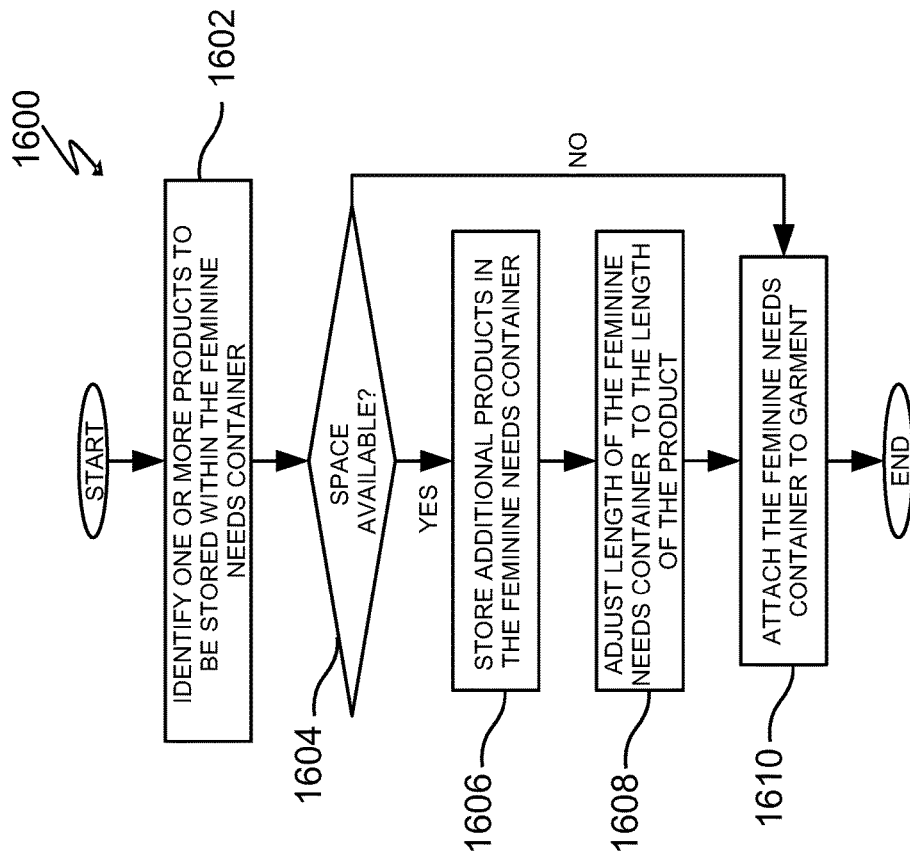 1600
START
IDENTIFY ONE OR MORE PRODUCTS TO
BE STORED WITHIN THE FEMININE
NEEDS CONTAINER
1602
SPACE
AVAILABLE?
1604
NO
YES
STORE ADDITIONAL PRODUCTS IN
THE FEMININE NEEDS CONTAINER
1606
ADJUST LENGTH OF THE FEMININE
NEEDS CONTAINER TO THE LENGTH
OF THE PRODUCT
1608
ATTACH THE FEMININE NEEDS
CONTAINER TO GARMENT
1610
END